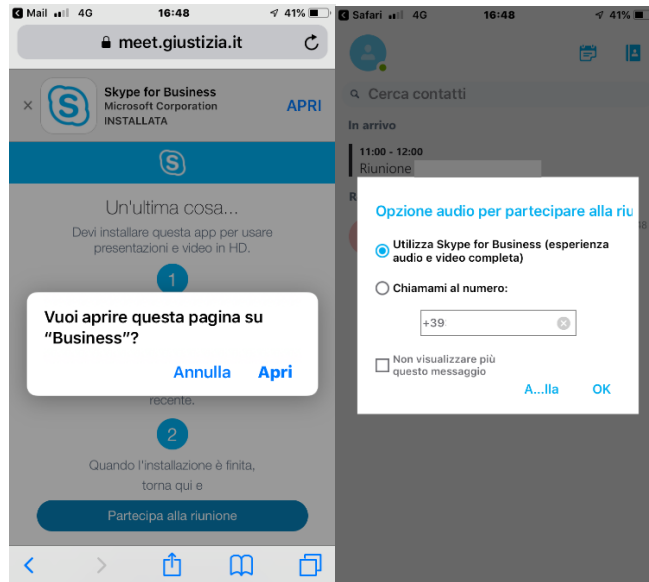 Mail 4G 16:48 41%
meet.giustizia.it
Skype for Business
Microsoft Corporation
INSTALLATA
APRI
Un'ultima cosa...
Devi installare questa app per usare
presentazioni e video in HD.
1
Vuoi aprire questa pagina su
“Business”?
Annulla Apri
recente.
2
Quando l'installazione è finita,
torna qui e
Partecipa alla riunione
Safari 4G 16:48 41%
Cerca contatti
In arrivo
11:00 - 12:00
Riunione
R
Opzione audio per partecipare alla riu
Utilizza Skype for Business (esperienza
audio e video completa)
Chiamami al numero:
+39
Non visualizzare più
questo messaggio
A...lla OK